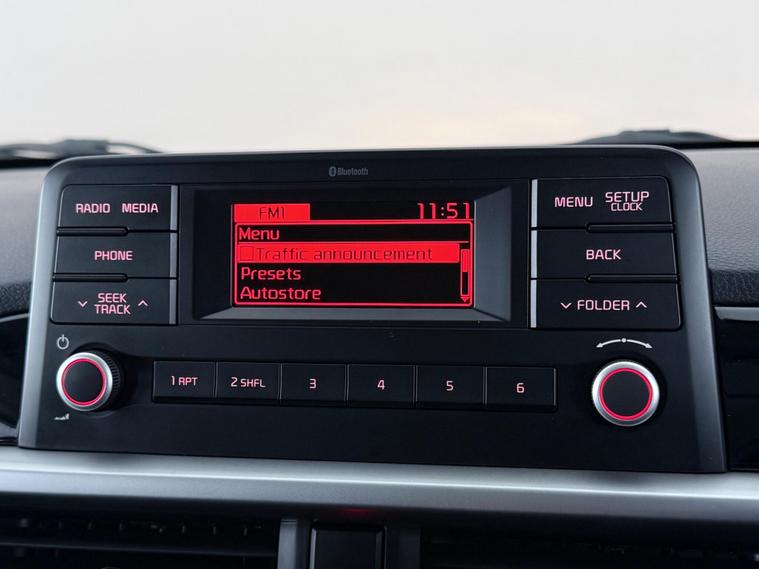 Bluetooth
RADIO MEDIA
PHONE
SEEK
TRACK
FM1 11:51
Menu
Traffic announcement
Presets
Autostore
MENU SETUP
CLOCK
BACK
FOLDER
1 RPT 2 SHFL 3 4 5 6